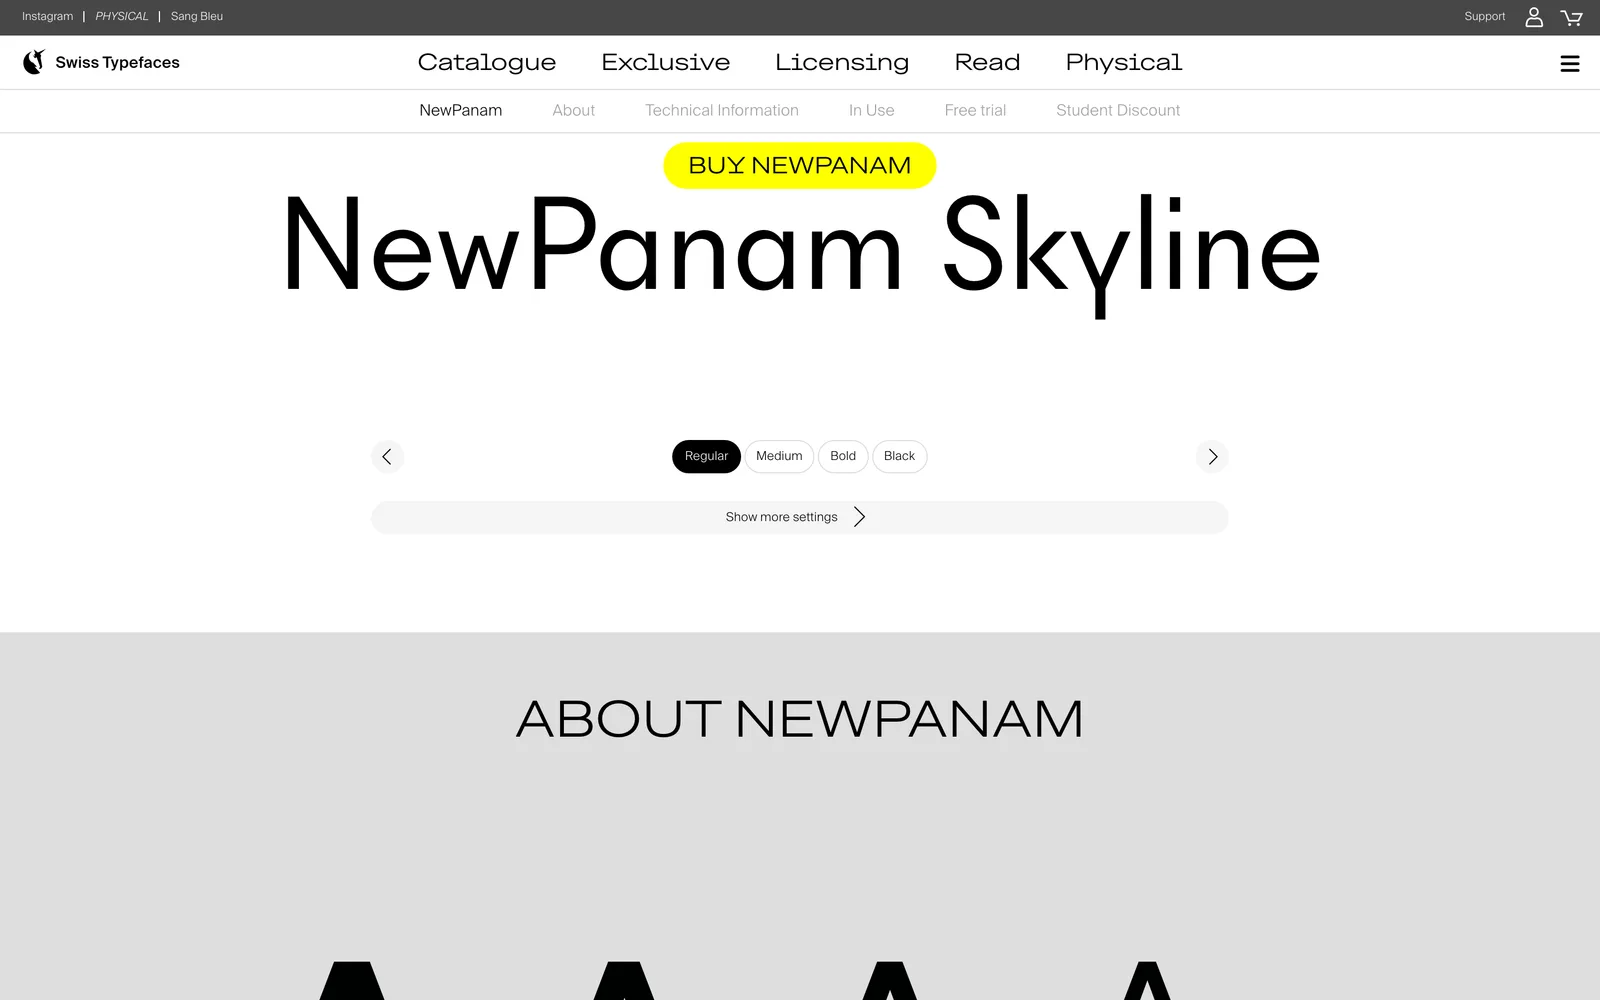 Instagram | PHYSICAL | Sang Bleu Support
Swiss Typefaces Catalogue Exclusive Licensing Read Physical
NewPanam About Technical Information In Use Free trial Student Discount
BUY NEWPANAM
NewPanam Skyline
Regular Medium Bold Black
Show more settings
ABOUT NEWPANAM
A A A A